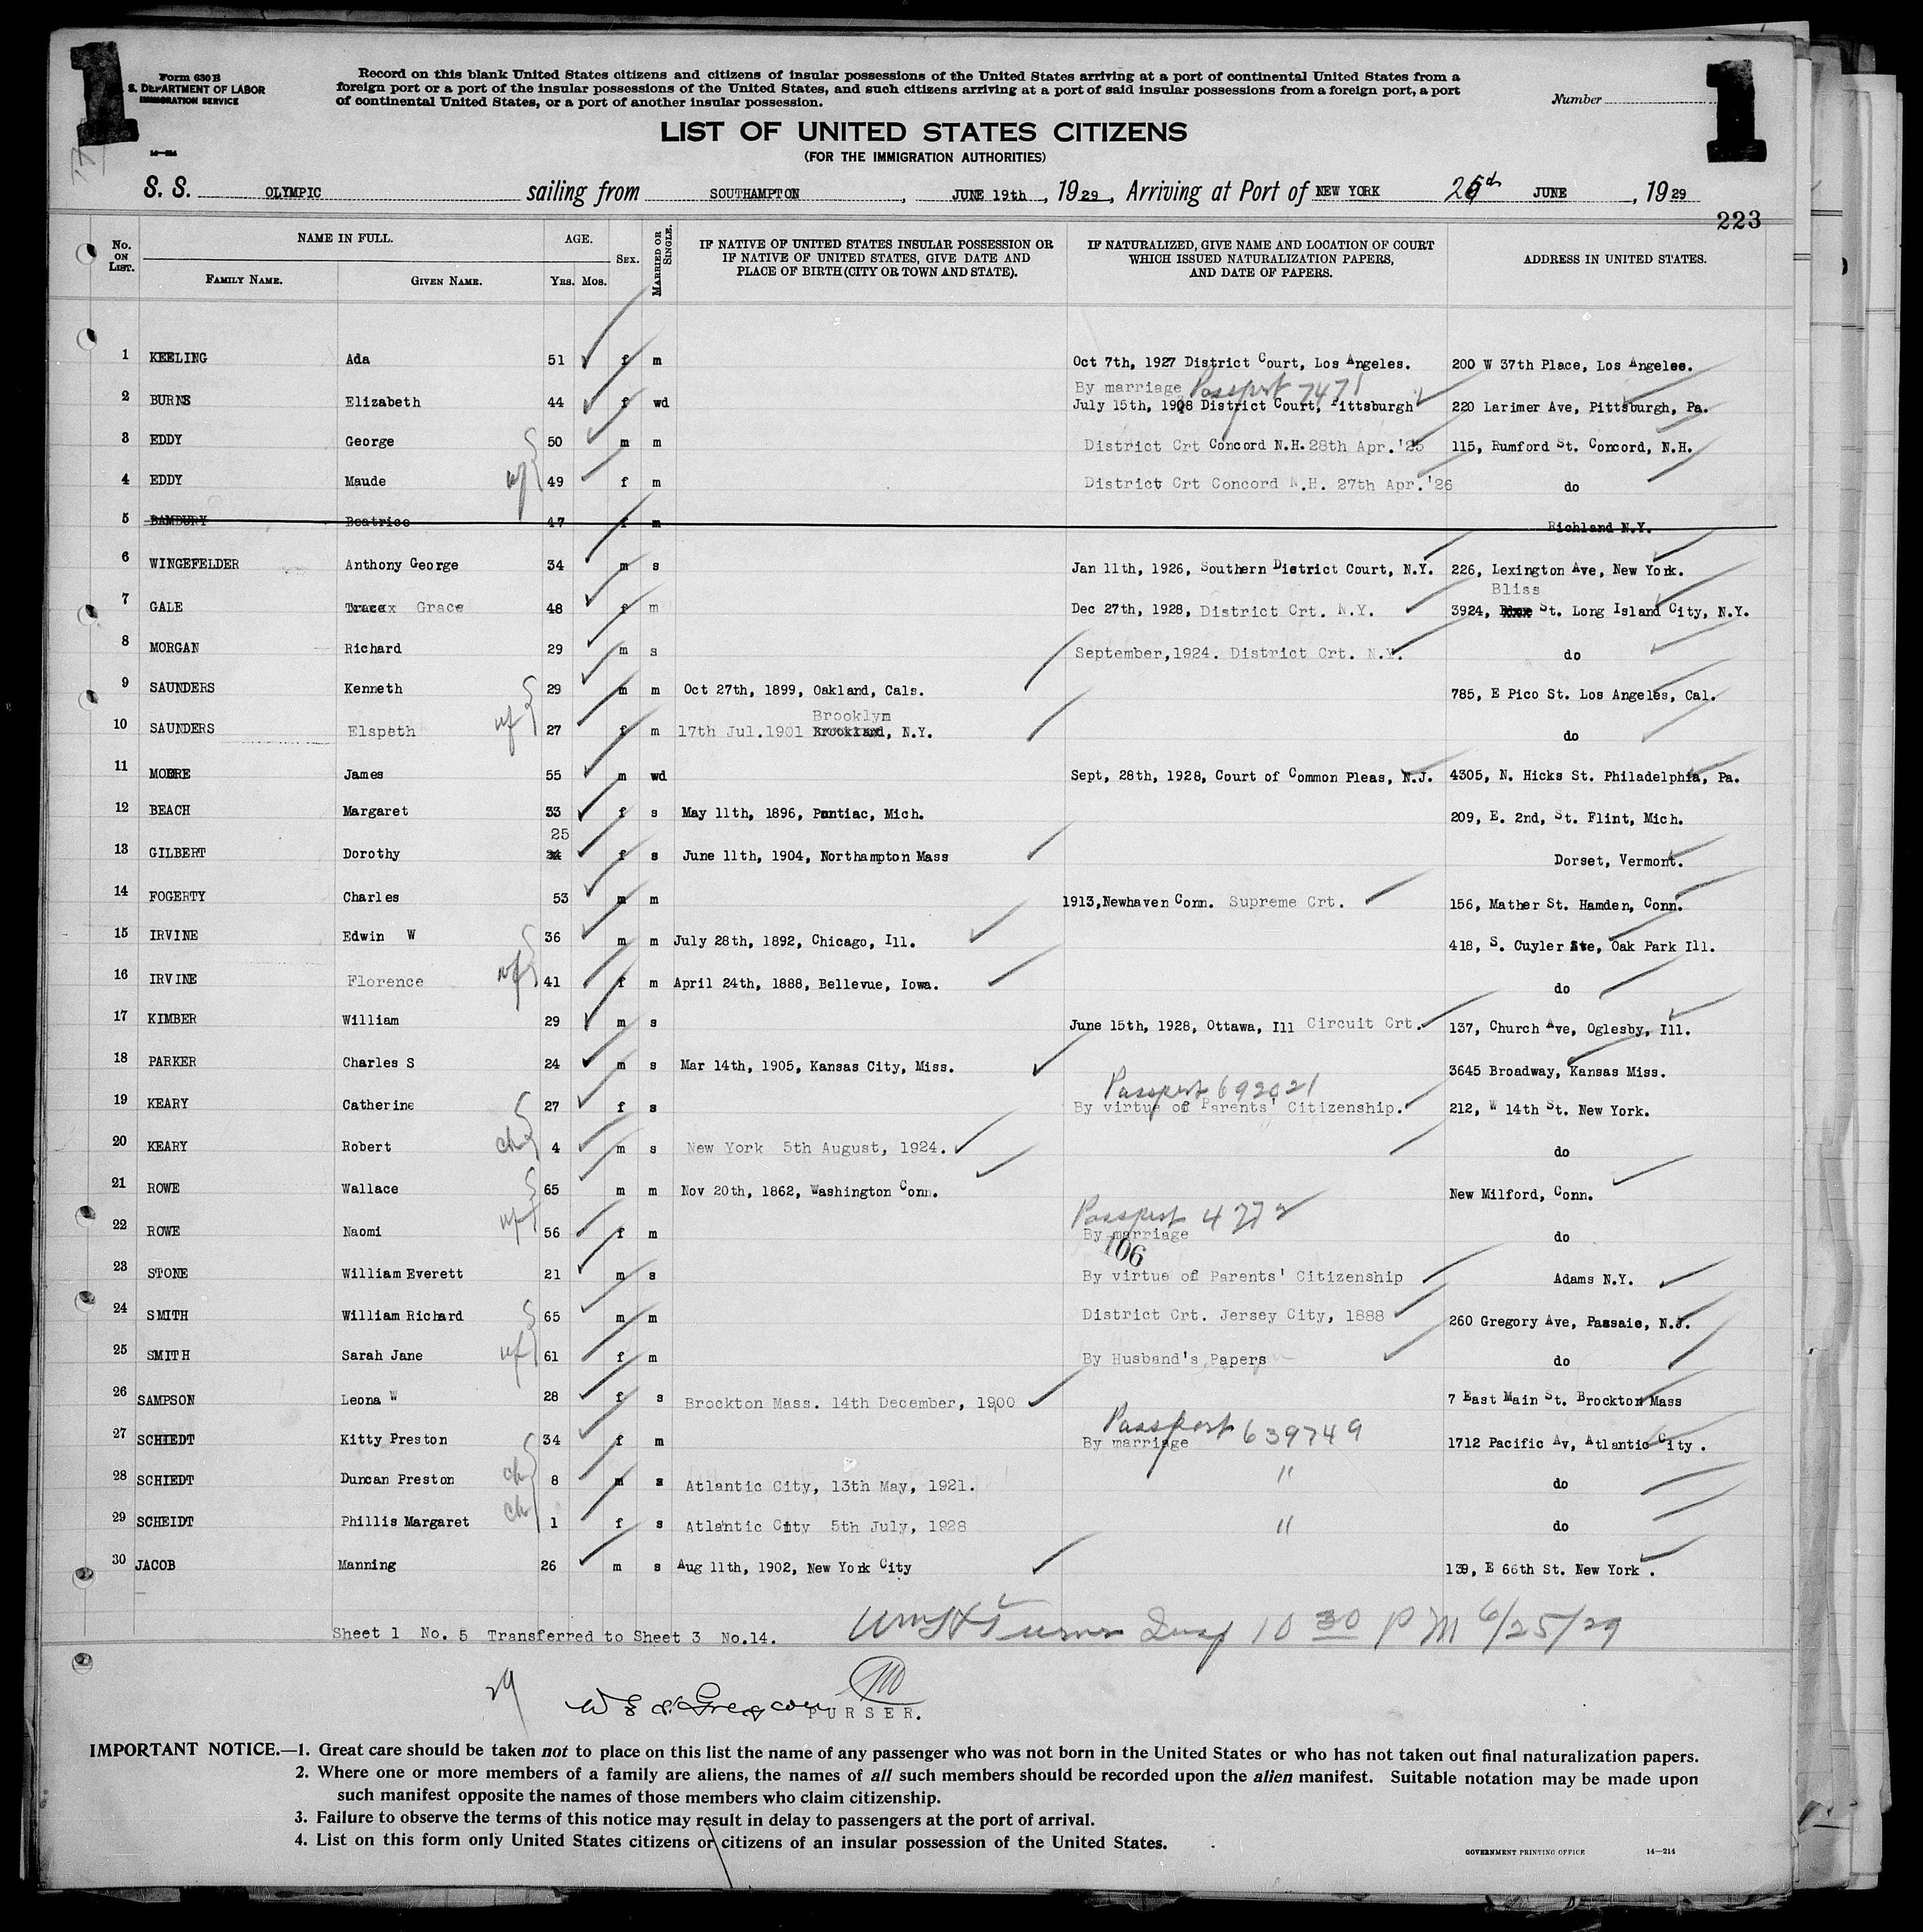 1
1
Form 630 B
S. DEPARTMENT OF LABOR
IMMIGRATION SERVICE
14—214
Record on this blank United States citizens and citizens of insular possessions of the United States arriving at a port of continental United States from a
foreign port or a port of the insular possessions of the United States, and such citizens arriving at a port of said insular possessions from a foreign port, a port
of continental United States, or a port of another insular possession.
Number
LIST OF UNITED STATES CITIZENS
(FOR THE IMMIGRATION AUTHORITIES)
S. S. OLYMPIC sailing from SOUTHAMPTON, JUNE 19th, 1929, Arriving at Port of NEW YORK JUNE, 1929
223
No. ON LIST. NAME IN FULL. FAMILY NAME. GIVEN NAME. AGE. YRS. MOS. SEX. MARRIED OR SINGLE. IF NATIVE OF UNITED STATES INSULAR POSSESSION OR IF NATIVE OF UNITED STATES, GIVE DATE AND PLACE OF BIRTH (CITY OR TOWN AND STATE). IF NATURALIZED, GIVE NAME AND LOCATION OF COURT WHICH ISSUED NATURALIZATION PAPERS, AND DATE OF PAPERS. ADDRESS IN UNITED STATES.
1 KEELING Ada 51 f m Oct 7th, 1927 District Court, Los Angeles. 200 W 37th Place, Los Angeles.
By marriage Passport 7471
2 BURNS Elizabeth 44 f wd July 15th, 1908 District Court, Pittsburgh 220 Larimer Ave, Pittsburgh, Pa.
3 EDDY George 50 m m District Crt Concord N.H. 28th Apr.'25 115, Rumford St. Concord, N.H.
4 EDDY Maude wf 49 f m District Crt Concord N.H. 27th Apr.'26 do
5 BAMBURY Beatrice 47 f m Richland N.Y.
6 WINGEFELDER Anthony George 34 m s Jan 11th, 1926, Southern District Court, N.Y. 226, Lexington Ave, New York.
Bliss
7 GALE Grace 48 f m Dec 27th, 1928, District Crt. N.Y. 3924, St. Long Island City, N.Y.
8 MORGAN Richard 29 m s September,1924. District Crt. N.Y. do
9 SAUNDERS Kenneth 29 m m Oct 27th, 1899, Oakland, Cals. 785, E Pico St. Los Angeles, Cal.
Brooklyn
10 SAUNDERS Elspeth wf 27 f m 17th Jul.1901 , N.Y. do
11 MOORE James 55 m wd Sept, 28th, 1928, Court of Common Pleas, N.J. 4305, N. Hicks St. Philadelphia, Pa.
12 BEACH Margaret 33 f s May 11th, 1896, Pontiac, Mich. 209, E. 2nd, St. Flint, Mich.
25
13 GILBERT Dorothy 24 f s June 11th, 1904, Northampton Mass Dorset, Vermont.
14 FOGERTY Charles 53 m m 1913,Newhaven Conn. Supreme Crt. 156, Mather St. Hamden, Conn.
15 IRVINE Edwin W 36 m m July 28th, 1892, Chicago, Ill. 418, S. Cuyler Ste, Oak Park Ill.
16 IRVINE Florence wf 41 f m April 24th, 1888, Bellevue, Iowa. do
17 KIMBER William 29 m s June 15th, 1928, Ottawa, Ill Circuit Crt. 137, Church Ave, Oglesby, Ill.
18 PARKER Charles S 24 m s Mar 14th, 1905, Kansas City, Miss. 3645 Broadway, Kansas Miss.
Passport 692021
19 KEARY Catherine 27 f s By virtue of Parents' Citizenship. 212, W 14th St. New York.
20 KEARY Robert ch 4 m s New York 5th August, 1924. do
21 ROWE Wallace 65 m m Nov 20th, 1862, Washington Conn. New Milford, Conn.
Passport
22 ROWE Naomi wf 56 f m By marriage do
106
23 STONE William Everett 21 m s By virtue of Parents' Citizenship Adams N.Y.
24 SMITH William Richard 65 m m District Crt. Jersey City, 1888 260 Gregory Ave, Passaic, N.J.
25 SMITH Sarah Jane wf 61 f m By Husband's Papers do
26 SAMPSON Leona W 28 f s Brockton Mass. 14th December, 1900 7 East Main St. Brockton Mass
Passport 639749
27 SCHIEDT Kitty Preston 34 f m By marriage 1712 Pacific Av, Atlantic City.
28 SCHIEDT Duncan Preston ch 8 m s Atlantic City, 13th May, 1921. " do
29 SCHEIDT Phillis Margaret ch 1 f s Atlantic City 5th July, 1928 " do
30 JACOB Manning 26 m s Aug 11th, 1902, New York City 139, E 66th St. New York.
Sheet 1 No. 5 Transferred to Sheet 3 No.14. Turner Insp 10 30 PM 6/25/29
29
PURSER.
IMPORTANT NOTICE.—1. Great care should be taken not to place on this list the name of any passenger who was not born in the United States or who has not taken out final naturalization papers.
2. Where one or more members of a family are aliens, the names of all such members should be recorded upon the alien manifest. Suitable notation may be made upon
such manifest opposite the names of those members who claim citizenship.
3. Failure to observe the terms of this notice may result in delay to passengers at the port of arrival.
4. List on this form only United States citizens or citizens of an insular possession of the United States.
GOVERNMENT PRINTING OFFICE 14—214